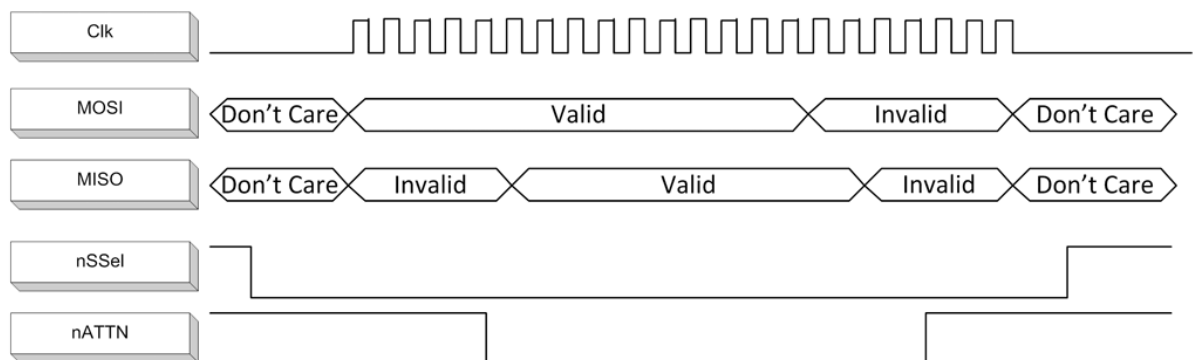 Clk
MOSI
Don't Care Valid Invalid Don't Care
MISO
Don't Care Invalid Valid Invalid Don't Care
nSSel
nATTN